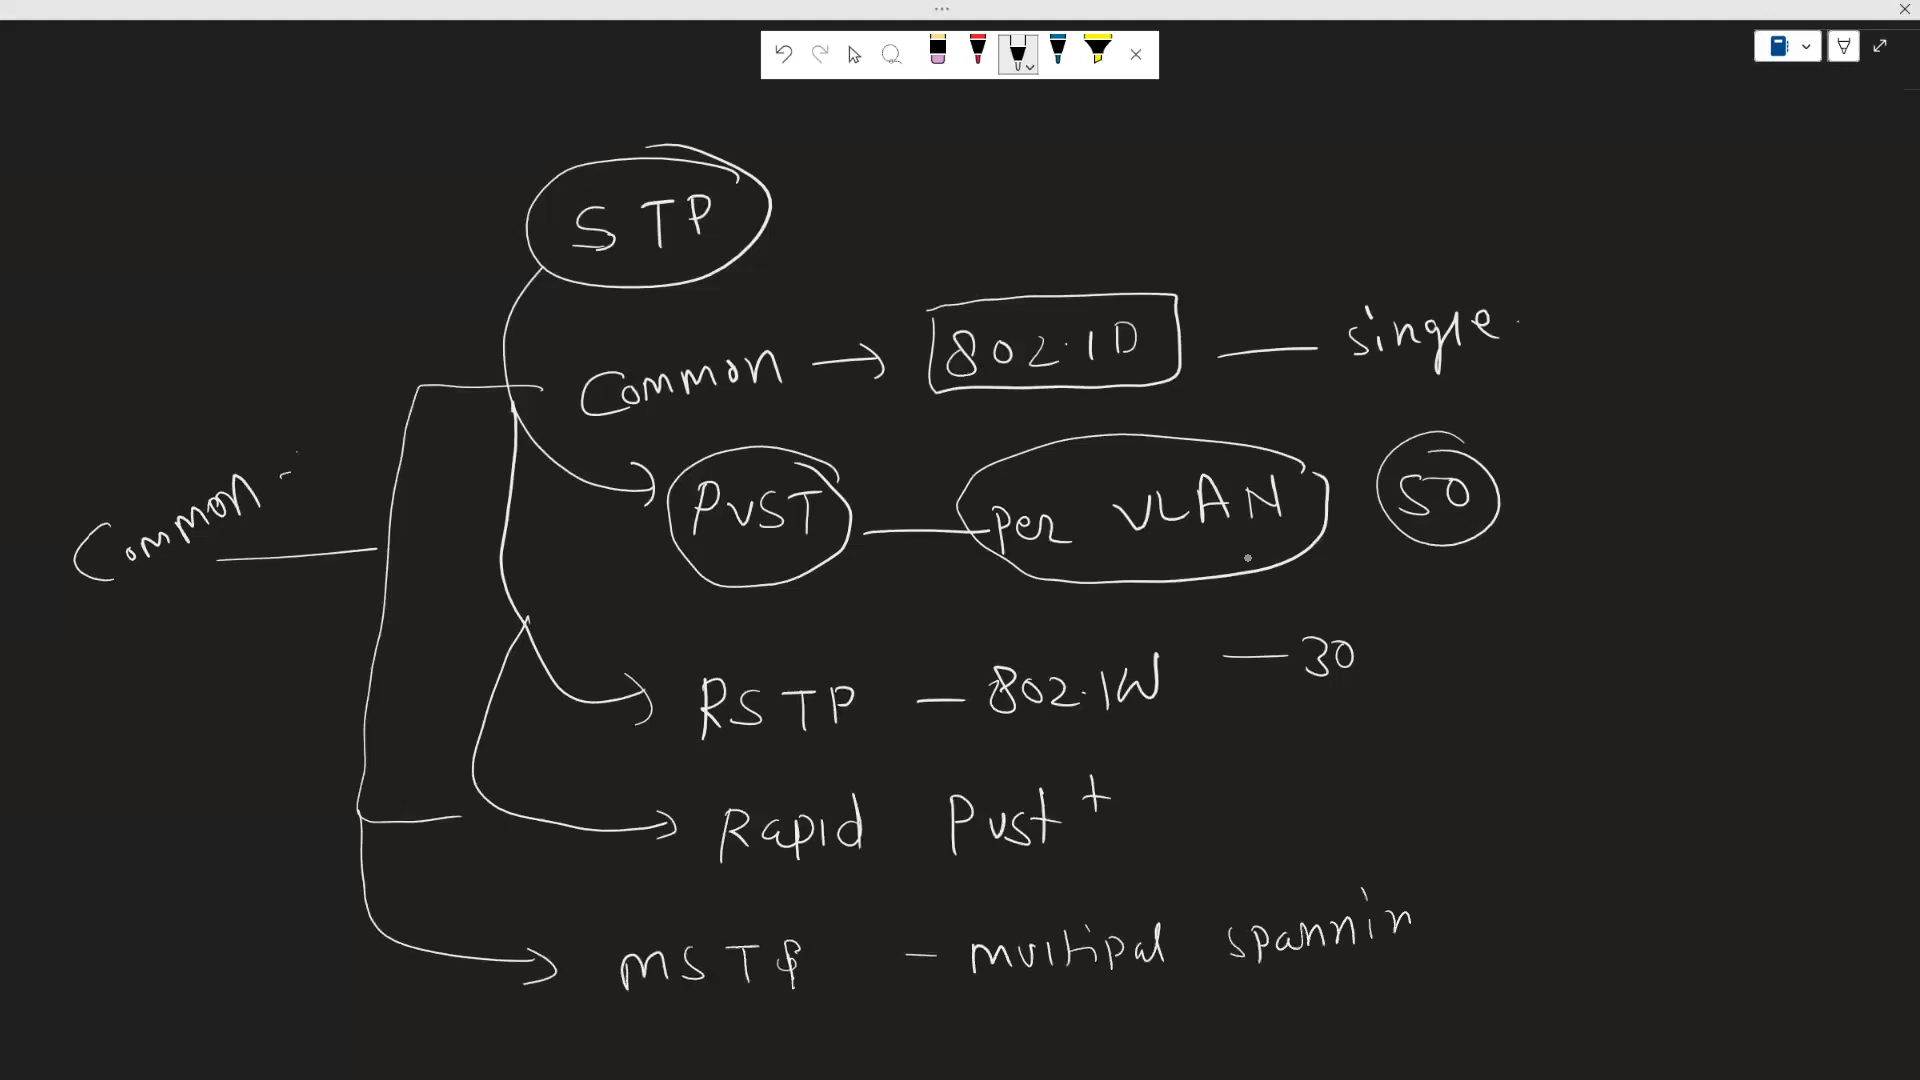 STP
Common → 802.1D — single.
PVST — per VLAN 50
Common -
RSTP — 802.1W — 30
Rapid Pvst +
MSTP — multipal spannin